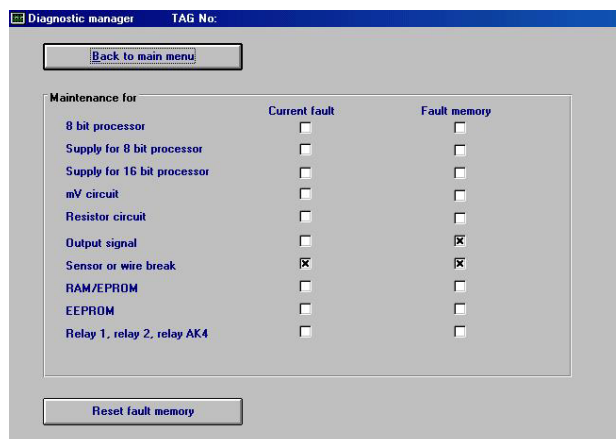 Diagnostic manager TAG No:
Back to main menu
Maintenance for
Current fault Fault memory
8 bit processor
Supply for 8 bit processor
Supply for 16 bit processor
mV circuit
Resistor circuit
Output signal
Sensor or wire break
RAM/EPROM
EEPROM
Relay 1, relay 2, relay AK4
Reset fault memory